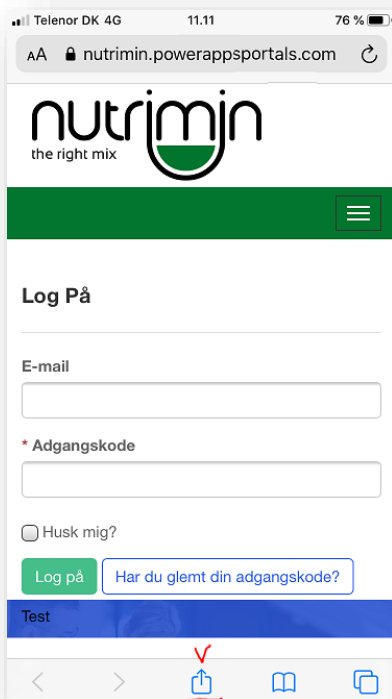 Telenor DK 4G 11.11 76 %
AA nutrimin.powerappsportals.com
nutrimin
the right mix
Log På
E-mail
* Adgangskode
Husk mig?
Log på Har du glemt din adgangskode?
Test